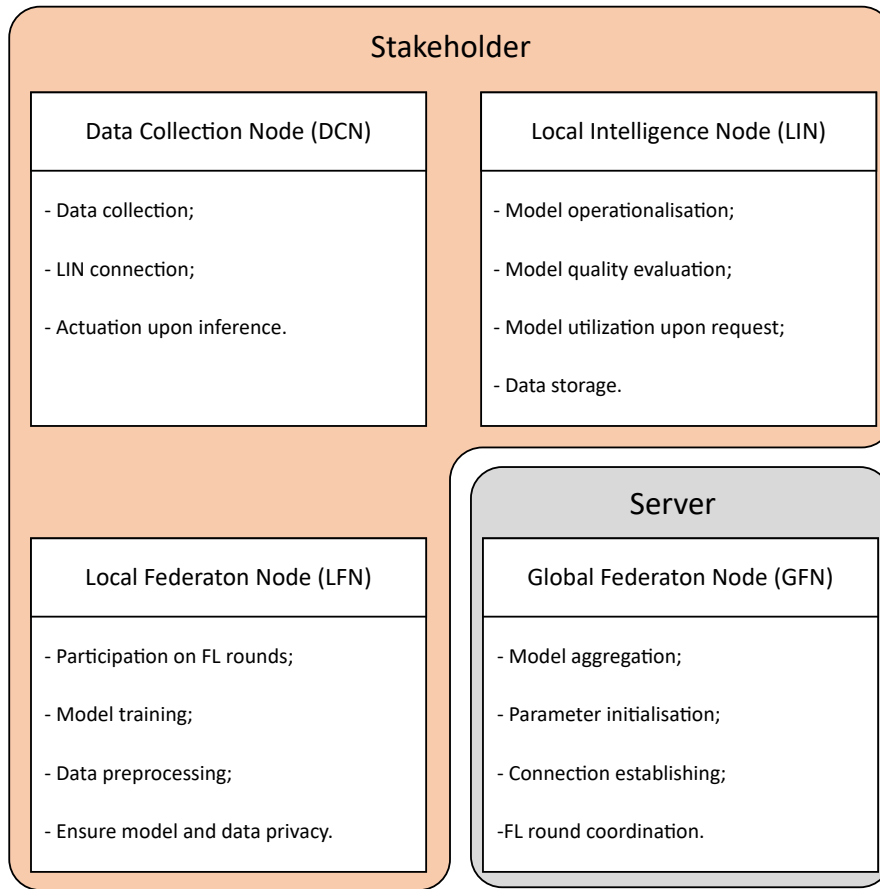 Stakeholder
Data Collection Node (DCN)
- Data collection;
- LIN connection;
- Actuation upon inference.
Local Intelligence Node (LIN)
- Model operationalisation;
- Model quality evaluation;
- Model utilization upon request;
- Data storage.
Local Federaton Node (LFN)
- Participation on FL rounds;
- Model training;
- Data preprocessing;
- Ensure model and data privacy.
Server
Global Federaton Node (GFN)
- Model aggregation;
- Parameter initialisation;
- Connection establishing;
-FL round coordination.